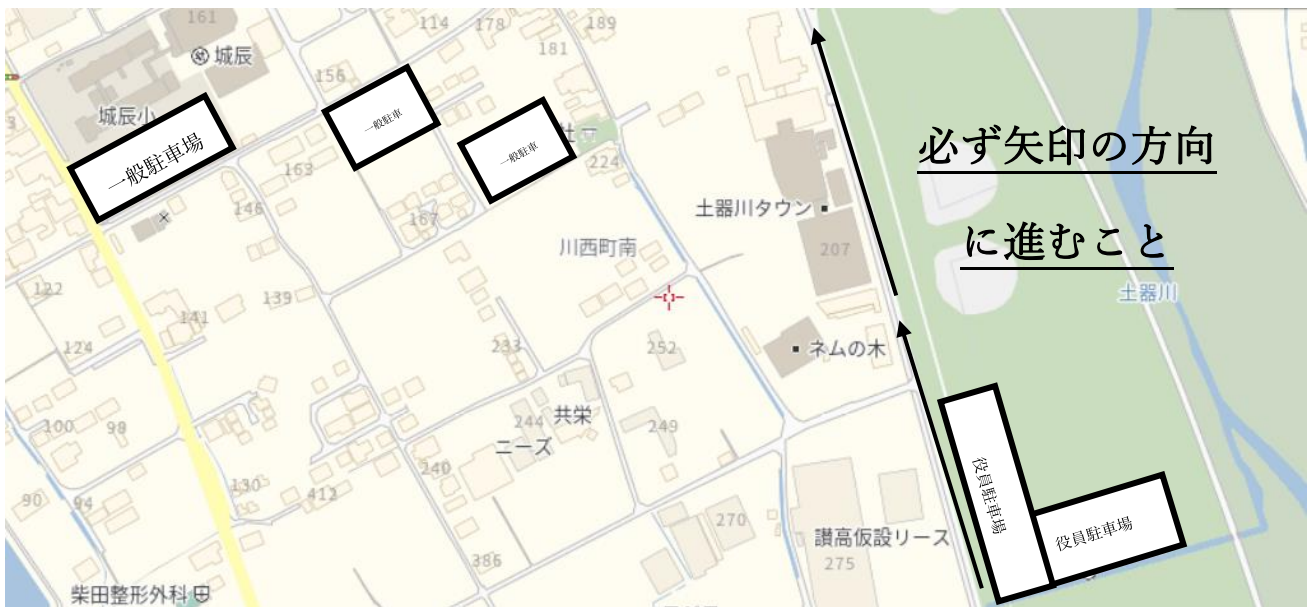 161
城辰
114
178
189
181
156
城辰小
一般駐車場
一般駐車
一般駐車
社
224
163
146
167
必ず矢印の方向
に進むこと
土器川タウン
207
川西町南
土器川
122
139
141
124
233
252
ネムの木
100
98
244
共栄
ニーズ
249
240
130
412
90
94
270
386
讃高仮設リース
275
役員駐車場
役員駐車場
柴田整形外科